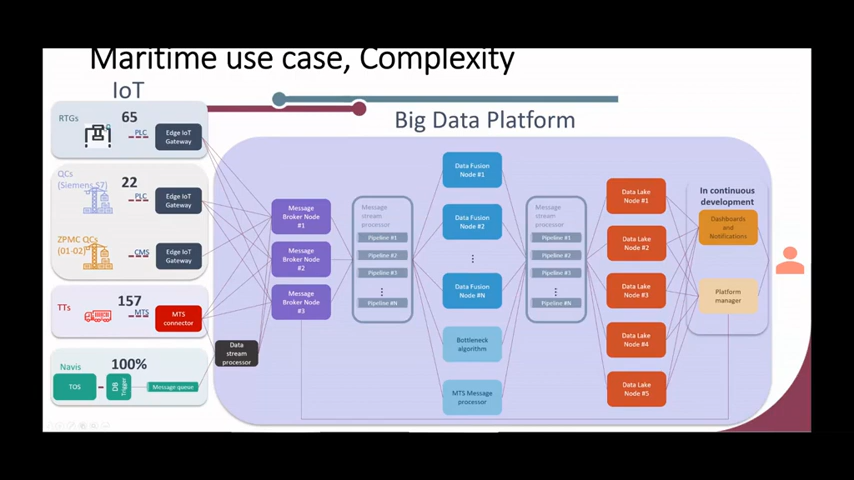 Maritime use case, Complexity
IoT
Big Data Platform
RTGs
65
PLC
Edge IoT
Gateway
QCs
(Siemens S7)
22
PLC
Edge IoT
Gateway
ZPMC QCs
(01-02)
CMS
Edge IoT
Gateway
TTs
157
MTS
MTS
connector
Navis
100%
TOS
DB
Trigger
Message queue
Data
stream
processor
Message
Broker Node
#1
Message
Broker Node
#2
Message
Broker Node
#3
Message
stream
processor
Pipeline #1
Pipeline #2
Pipeline #3
⋮
Pipeline #N
Data Fusion
Node #1
Data Fusion
Node #2
⋮
Data Fusion
Node #N
Bottleneck
algorithm
MTS Message
processor
Message
stream
processor
Pipeline #1
Pipeline #2
Pipeline #3
⋮
Pipeline #N
Data Lake
Node #1
Data Lake
Node #2
Data Lake
Node #3
Data Lake
Node #4
Data Lake
Node #5
In continuous
development
Dashboards
and
Notifications
Platform
manager